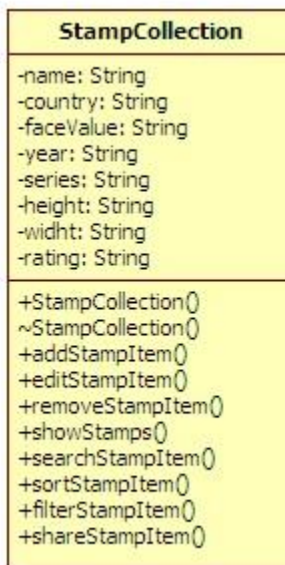 StampCollection
-name: String
-country: String
-faceValue: String
-year: String
-series: String
-height: String
-widht: String
-rating: String
+StampCollection()
~StampCollection()
+addStampItem()
+editStampItem()
+removeStampItem()
+showStamps()
+searchStampItem()
+sortStampItem()
+filterStampItem()
+shareStampItem()